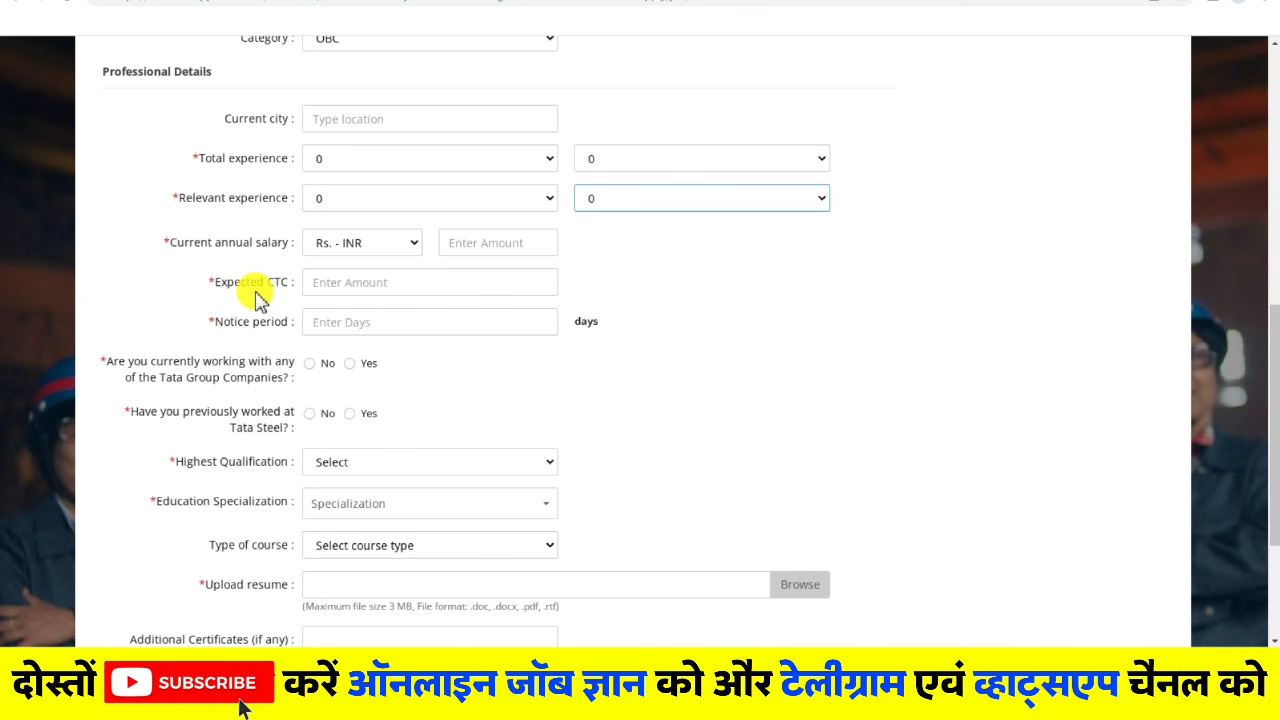 Category : OBC
Professional Details
Current city : Type location
*Total experience : 0 0
*Relevant experience : 0 0
*Current annual salary : Rs. - INR Enter Amount
*Expected CTC : Enter Amount
*Notice period : Enter Days days
*Are you currently working with any
of the Tata Group Companies? : No Yes
*Have you previously worked at
Tata Steel? : No Yes
*Highest Qualification : Select
*Education Specialization : Specialization
Type of course : Select course type
*Upload resume : Browse
(Maximum file size 3 MB, File format: .doc, .docx, .pdf, .rtf)
Additional Certificates (if any) :
दोस्तों SUBSCRIBE करें ऑनलाइन जॉब ज्ञान को और टेलीग्राम एवं व्हाट्सएप चैनल को